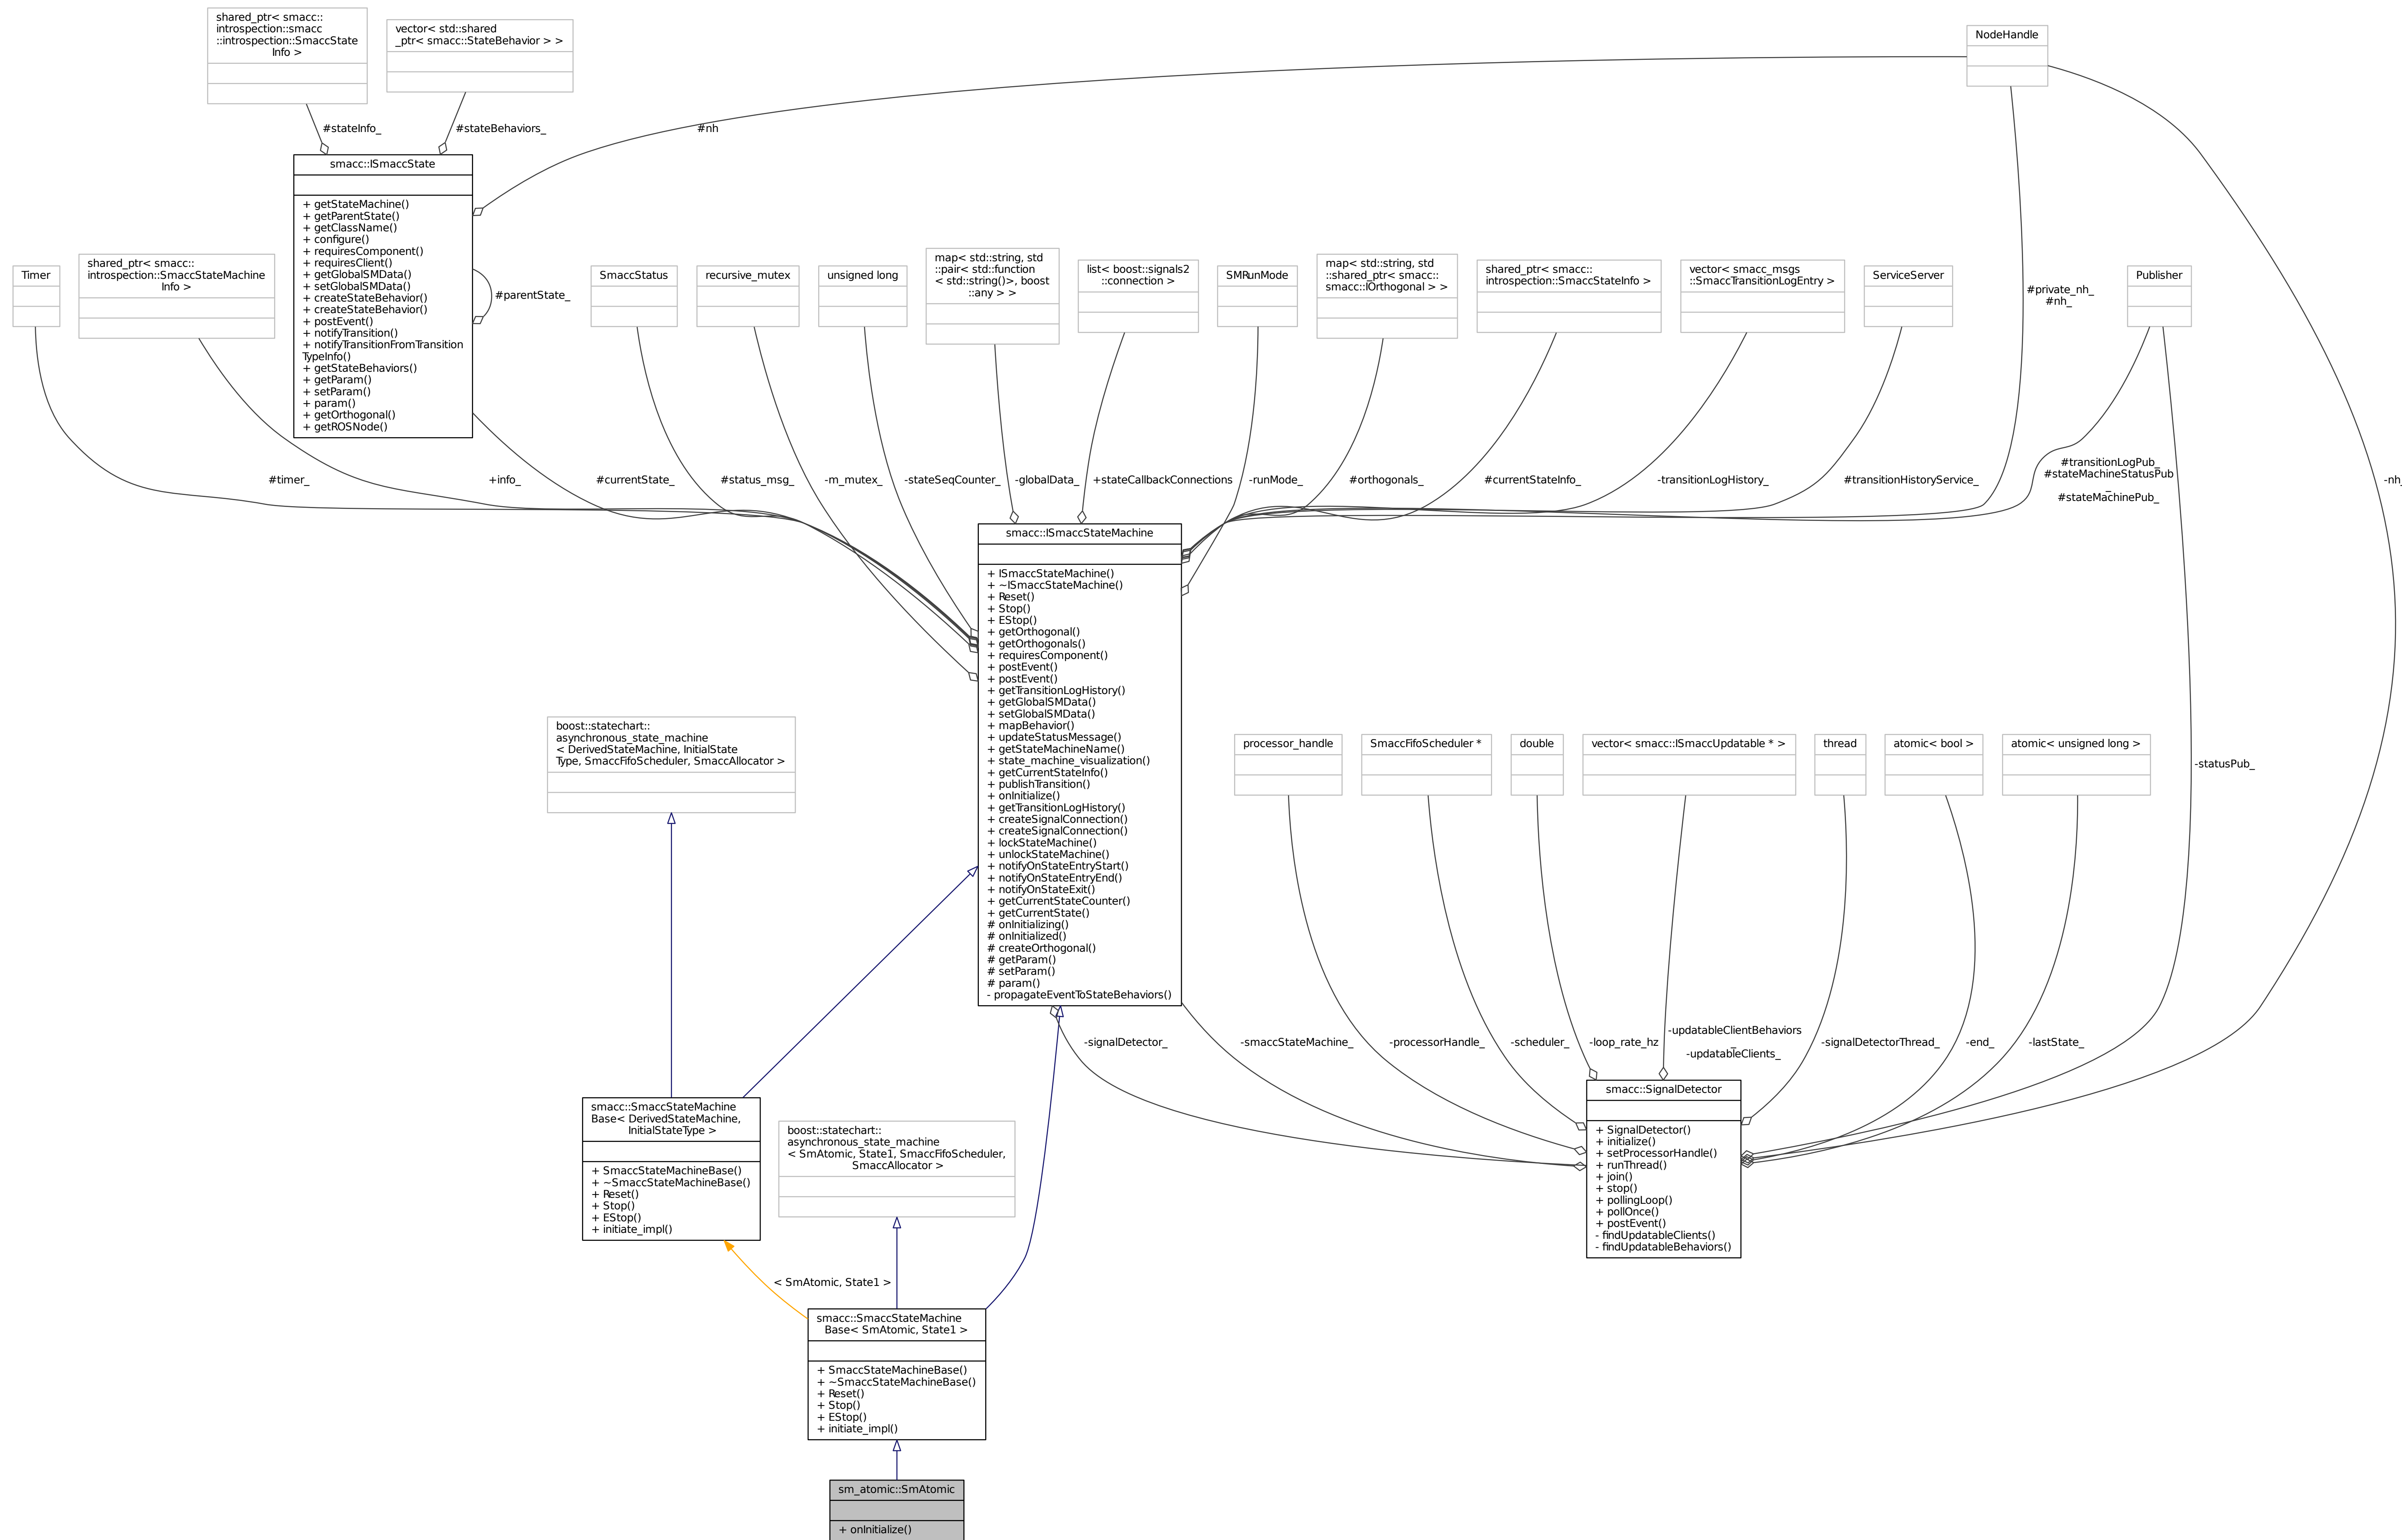 shared_ptr< smacc::
introspection::smacc
::introspection::SmaccState
Info >
vector< std::shared
_ptr< smacc::StateBehavior > >
NodeHandle
#stateInfo_
#stateBehaviors_
#nh
smacc::ISmaccState
+ getStateMachine()
+ getParentState()
+ getClassName()
+ configure()
+ requiresComponent()
+ requiresClient()
+ getGlobalSMData()
+ setGlobalSMData()
+ createStateBehavior()
+ createStateBehavior()
+ postEvent()
+ notifyTransition()
+ notifyTransitionFromTransition
TypeInfo()
+ getStateBehaviors()
+ getParam()
+ setParam()
+ param()
+ getOrthogonal()
+ getROSNode()
#parentState_
Timer
shared_ptr< smacc::
introspection::SmaccStateMachine
Info >
SmaccStatus
recursive_mutex
unsigned long
map< std::string, std
::pair< std::function
< std::string()>, boost
::any > >
list< boost::signals2
::connection >
SMRunMode
map< std::string, std
::shared_ptr< smacc::
smacc::IOrthogonal > >
shared_ptr< smacc::
introspection::SmaccStateInfo >
vector< smacc_msgs
::SmaccTransitionLogEntry >
ServiceServer
Publisher
#private_nh_
#nh_
#timer_
+info_
#currentState_
#status_msg_
-m_mutex_
-stateSeqCounter_
-globalData_
+stateCallbackConnections
-runMode_
#orthogonals_
#currentStateInfo_
-transitionLogHistory_
#transitionHistoryService_
#transitionLogPub_
#stateMachineStatusPub
_
#stateMachinePub_
-nh_
smacc::ISmaccStateMachine
+ ISmaccStateMachine()
+ ~ISmaccStateMachine()
+ Reset()
+ Stop()
+ EStop()
+ getOrthogonal()
+ getOrthogonals()
+ requiresComponent()
+ postEvent()
+ postEvent()
+ getTransitionLogHistory()
+ getGlobalSMData()
+ setGlobalSMData()
+ mapBehavior()
+ updateStatusMessage()
+ getStateMachineName()
+ state_machine_visualization()
+ getCurrentStateInfo()
+ publishTransition()
+ onInitialize()
+ getTransitionLogHistory()
+ createSignalConnection()
+ createSignalConnection()
+ lockStateMachine()
+ unlockStateMachine()
+ notifyOnStateEntryStart()
+ notifyOnStateEntryEnd()
+ notifyOnStateExit()
+ getCurrentStateCounter()
+ getCurrentState()
# onInitializing()
# onInitialized()
# createOrthogonal()
# getParam()
# setParam()
# param()
- propagateEventToStateBehaviors()
boost::statechart::
asynchronous_state_machine
< DerivedStateMachine, InitialState
Type, SmaccFifoScheduler, SmaccAllocator >
processor_handle
SmaccFifoScheduler *
double
vector< smacc::ISmaccUpdatable * >
thread
atomic< bool >
atomic< unsigned long >
-statusPub_
-signalDetector_
-smaccStateMachine_
-processorHandle_
-scheduler_
-loop_rate_hz
-updatableClientBehaviors
_
-updatableClients_
-signalDetectorThread_
-end_
-lastState_
smacc::SignalDetector
+ SignalDetector()
+ initialize()
+ setProcessorHandle()
+ runThread()
+ join()
+ stop()
+ pollingLoop()
+ pollOnce()
+ postEvent()
- findUpdatableClients()
- findUpdatableBehaviors()
smacc::SmaccStateMachine
Base< DerivedStateMachine,
InitialStateType >
+ SmaccStateMachineBase()
+ ~SmaccStateMachineBase()
+ Reset()
+ Stop()
+ EStop()
+ initiate_impl()
boost::statechart::
asynchronous_state_machine
< SmAtomic, State1, SmaccFifoScheduler,
SmaccAllocator >
< SmAtomic, State1 >
smacc::SmaccStateMachine
Base< SmAtomic, State1 >
+ SmaccStateMachineBase()
+ ~SmaccStateMachineBase()
+ Reset()
+ Stop()
+ EStop()
+ initiate_impl()
sm_atomic::SmAtomic
+ onInitialize()